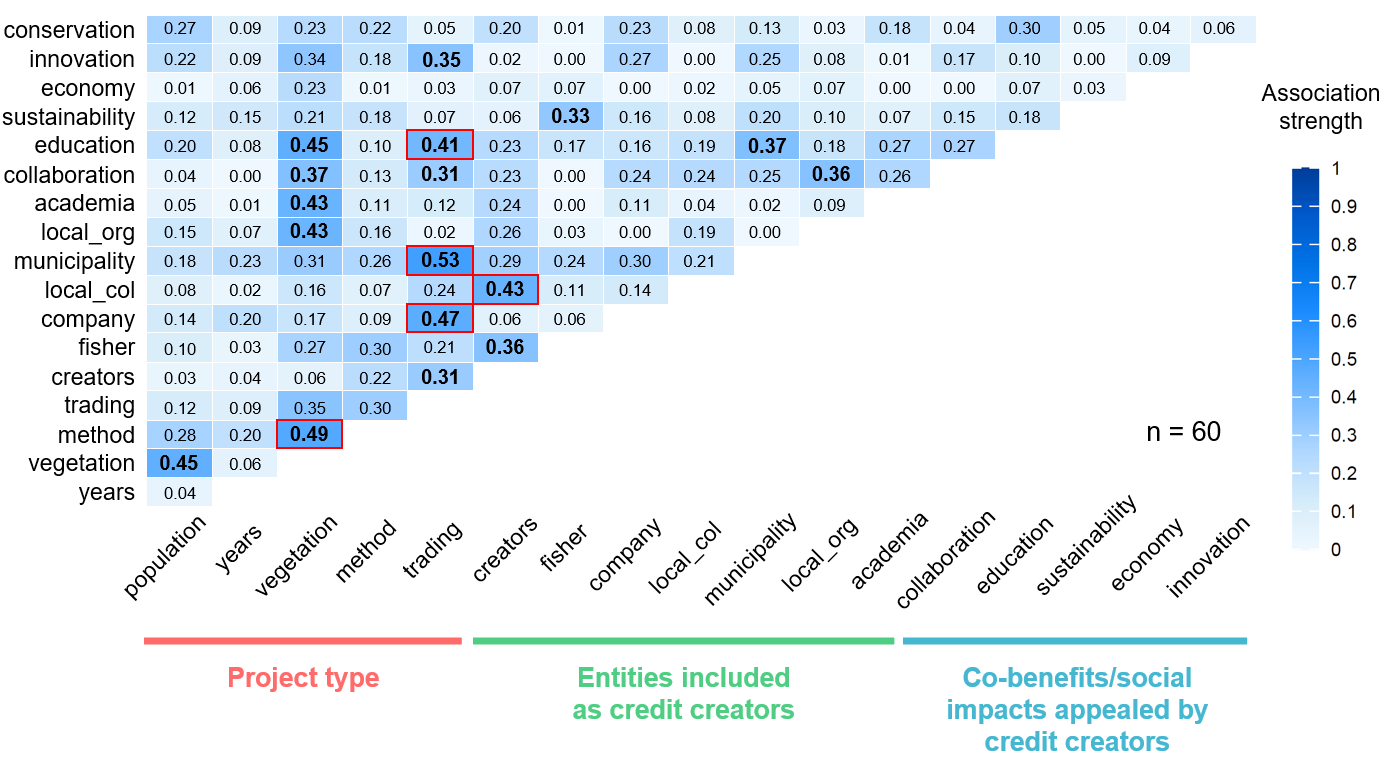 conservation 0.27 0.09 0.23 0.22 0.05 0.20 0.01 0.23 0.08 0.13 0.03 0.18 0.04 0.30 0.05 0.04 0.06
innovation 0.22 0.09 0.34 0.18 0.35 0.02 0.00 0.27 0.00 0.25 0.08 0.01 0.17 0.10 0.00 0.09
economy 0.01 0.06 0.23 0.01 0.03 0.07 0.07 0.00 0.02 0.05 0.07 0.00 0.00 0.07 0.03
sustainability 0.12 0.15 0.21 0.18 0.07 0.06 0.33 0.16 0.08 0.20 0.10 0.07 0.15 0.18
education 0.20 0.08 0.45 0.10 0.41 0.23 0.17 0.16 0.19 0.37 0.18 0.27 0.27
collaboration 0.04 0.00 0.37 0.13 0.31 0.23 0.00 0.24 0.24 0.25 0.36 0.26
academia 0.05 0.01 0.43 0.11 0.12 0.24 0.00 0.11 0.04 0.02 0.09
local_org 0.15 0.07 0.43 0.16 0.02 0.26 0.03 0.00 0.19 0.00
municipality 0.18 0.23 0.31 0.26 0.53 0.29 0.24 0.30 0.21
local_col 0.08 0.02 0.16 0.07 0.24 0.43 0.11 0.14
company 0.14 0.20 0.17 0.09 0.47 0.06 0.06
fisher 0.10 0.03 0.27 0.30 0.21 0.36
creators 0.03 0.04 0.06 0.22 0.31
trading 0.12 0.09 0.35 0.30
method 0.28 0.20 0.49
vegetation 0.45 0.06
years 0.04
population years vegetation method trading creators fisher company local_col municipality local_org academia collaboration education sustainability economy innovation
n = 60
Association
strength
1
0.9
0.8
0.7
0.6
0.5
0.4
0.3
0.2
0.1
0
Project type
Entities included
as credit creators
Co-benefits/social
impacts appealed by
credit creators